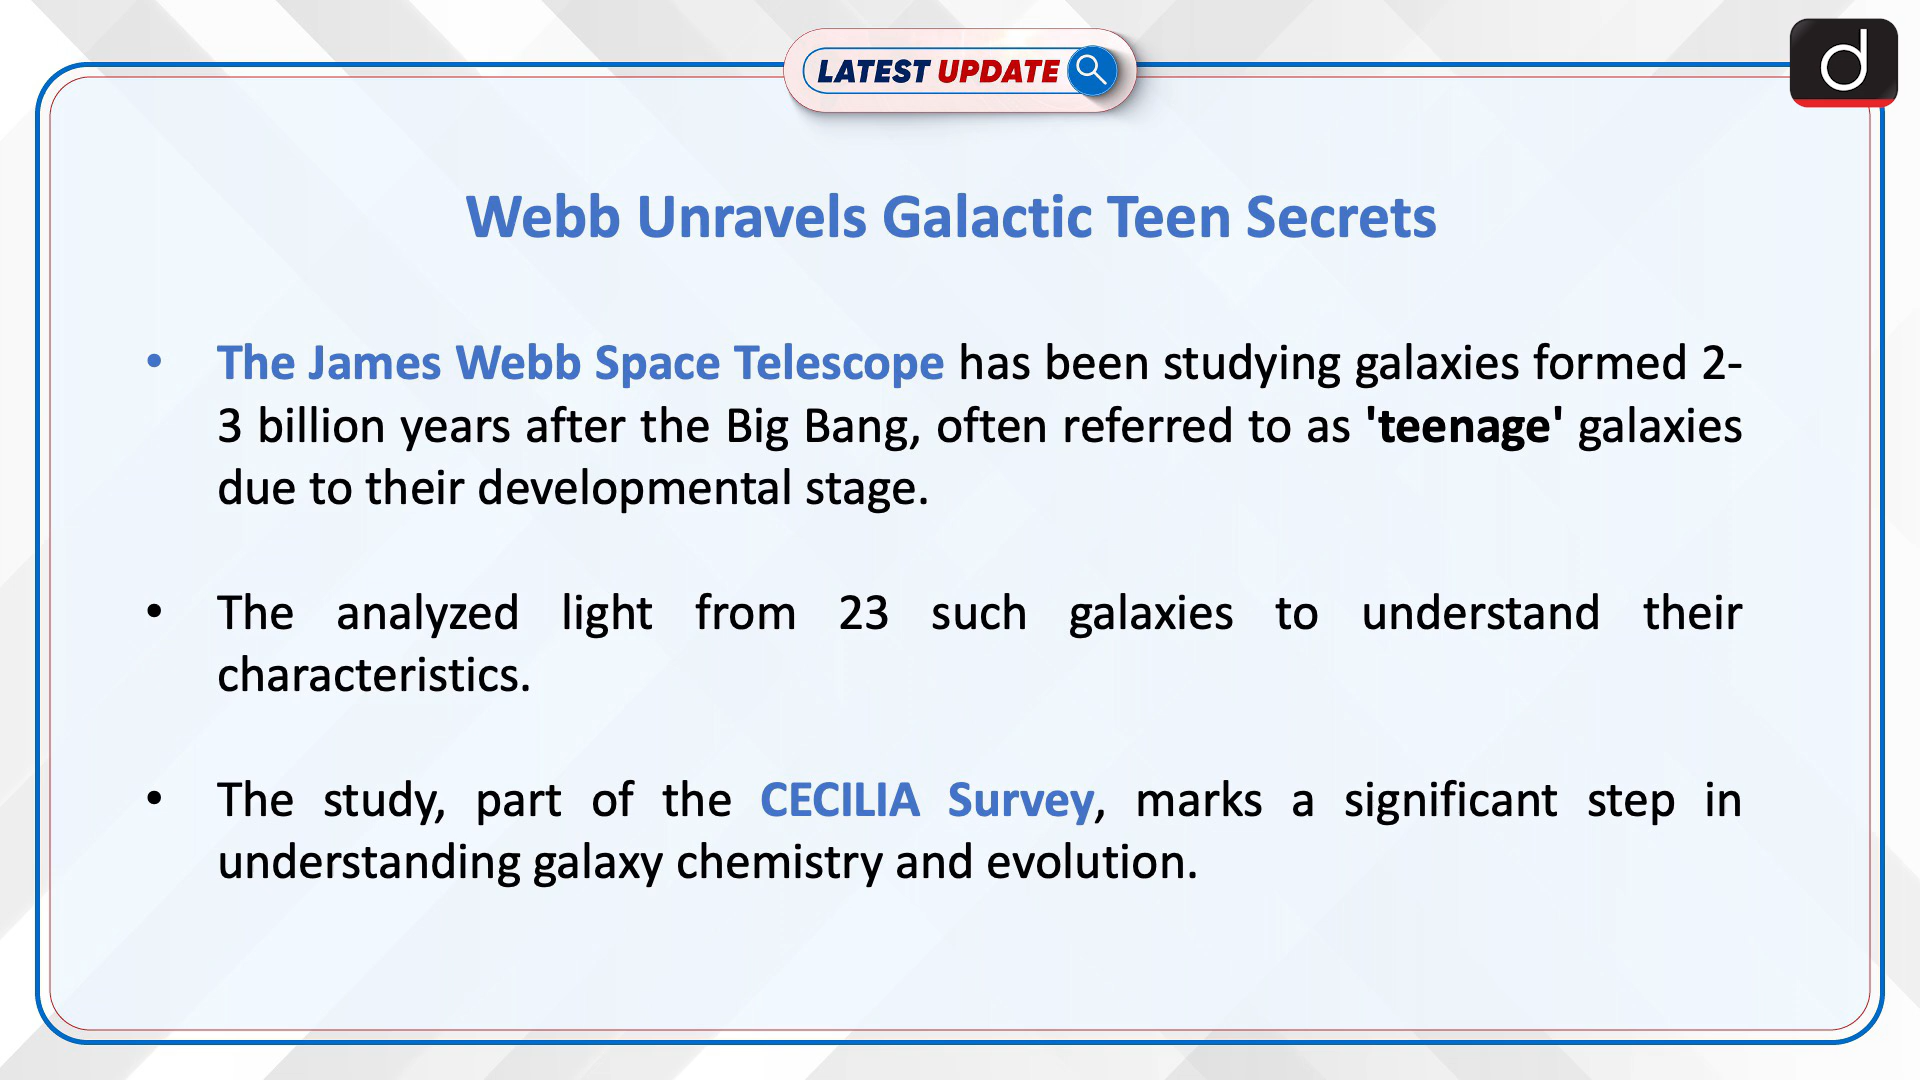 LATEST UPDATE
d
Webb Unravels Galactic Teen Secrets
• The James Webb Space Telescope has been studying galaxies formed 2-
3 billion years after the Big Bang, often referred to as 'teenage' galaxies
due to their developmental stage.
• The analyzed light from 23 such galaxies to understand their
characteristics.
• The study, part of the CECILIA Survey, marks a significant step in
understanding galaxy chemistry and evolution.